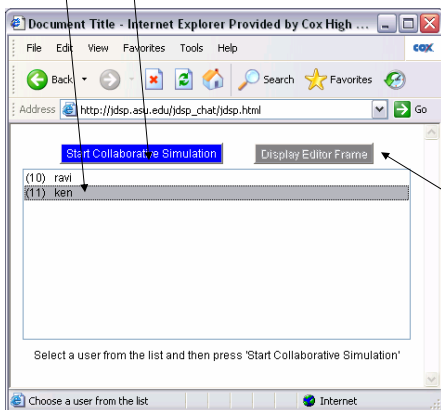 Document Title - Internet Explorer Provided by Cox High ...
File Edit View Favorites Tools Help
cox
Back Search Favorites
Address http://jdsp.asu.edu/jdsp_chat/jdsp.html Go
Start Collaborative Simulation Display Editor Frame
(10) ravi
(11) ken
Select a user from the list and then press 'Start Collaborative Simulation'
Choose a user from the list Internet